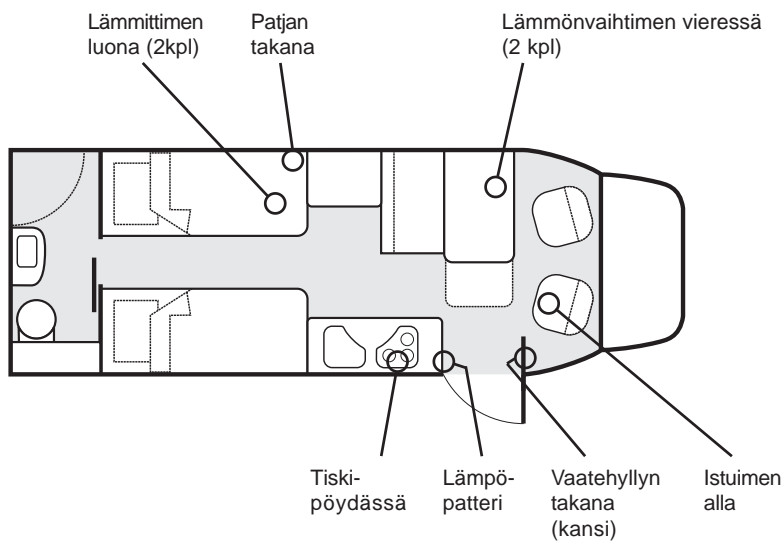 Lämmittimen
luona (2kpl)
Patjan
takana
Lämmönvaihtimen vieressä
(2 kpl)
Tiski-
pöydässä
Lämpö-
patteri
Vaatehyllyn
takana
(kansi)
Istuimen
alla